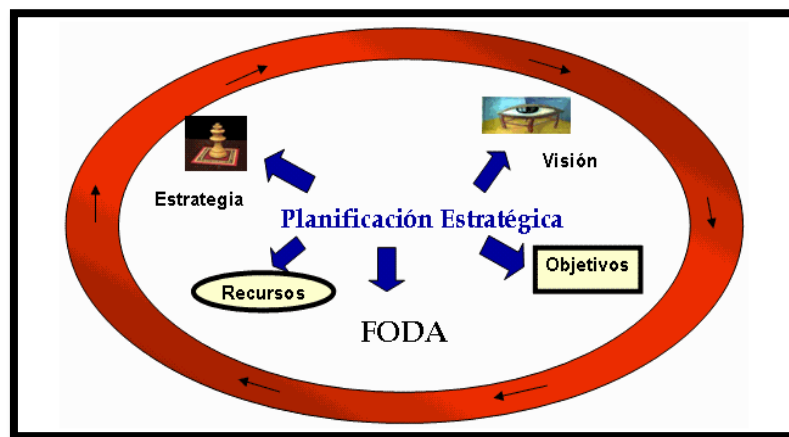 Visión
Estrategia
Planificación Estratégica
Objetivos
Recursos
FODA